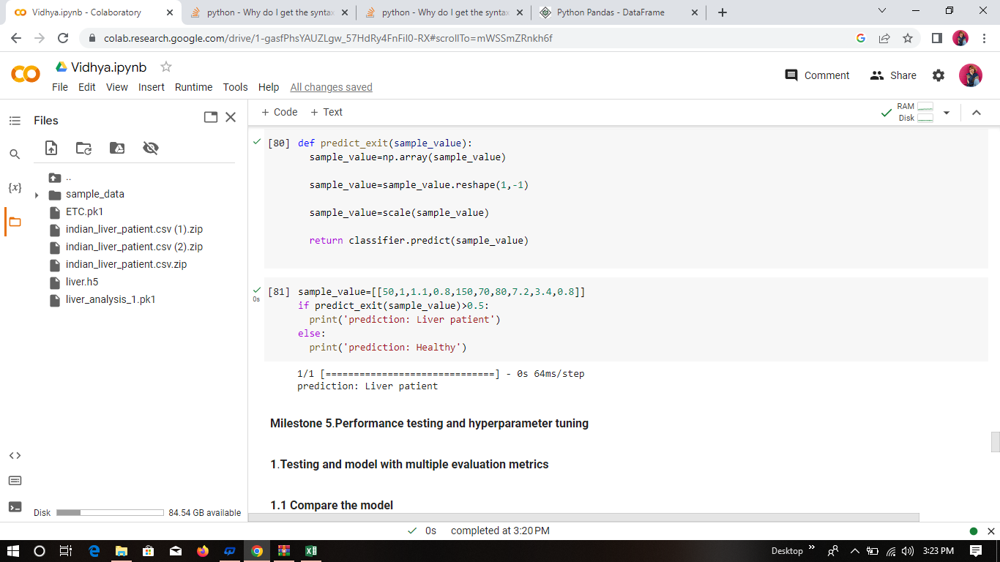 Vidhya.ipynb - Colaboratory
python - Why do I get the syntax
python - Why do I get the syntax
Python Pandas - DataFrame
colab.research.google.com/drive/1-gasfPhsYAUZLgw_57HdRy4FnFil0-RX#scrollTo=mWSSmZRnkh6f
Vidhya.ipynb
File Edit View Insert Runtime Tools Help All changes saved
Comment Share
Files
+ Code + Text
RAM
Disk
..
sample_data
ETC.pk1
indian_liver_patient.csv (1).zip
indian_liver_patient.csv (2).zip
indian_liver_patient.csv.zip
liver.h5
liver_analysis_1.pk1
{x}
Disk 84.54 GB available
[80] def predict_exit(sample_value):
sample_value=np.array(sample_value)
sample_value=sample_value.reshape(1,-1)
sample_value=scale(sample_value)
return classifier.predict(sample_value)
0s
[81] sample_value=[[50,1,1.1,0.8,150,70,80,7.2,3.4,0.8]]
if predict_exit(sample_value)>0.5:
print('prediction: Liver patient')
else:
print('prediction: Healthy')
1/1 [==============================] - 0s 64ms/step
prediction: Liver patient
Milestone 5.Performance testing and hyperparameter tuning
1.Testing and model with multiple evaluation metrics
1.1 Compare the model
0s completed at 3:20 PM
Desktop 3:23 PM